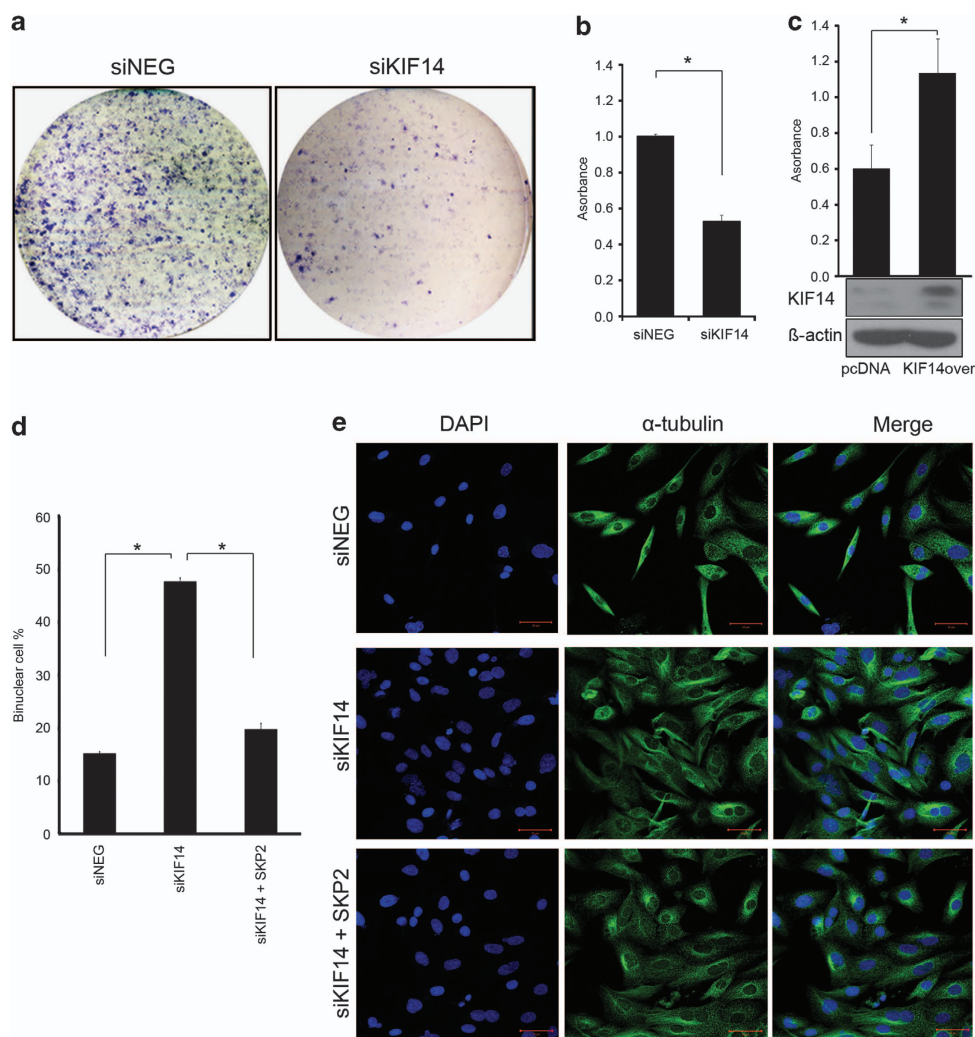 a
siNEG siKIF14
b
*
1.4
1.2
1.0
0.8
0.6
0.4
0.2
0.0
Asorbance
siNEG siKIF14
c
*
1.4
1.2
1.0
0.8
0.6
0.4
0.2
0.0
Asorbance
KIF14
ß-actin
pcDNA KIF14over
d
60
50
40
30
20
10
0
Binuclear cell %
* *
siNEG
siKIF14
siKIF14 + SKP2
e
DAPI α-tubulin Merge
siNEG
siKIF14
siKIF14 + SKP2